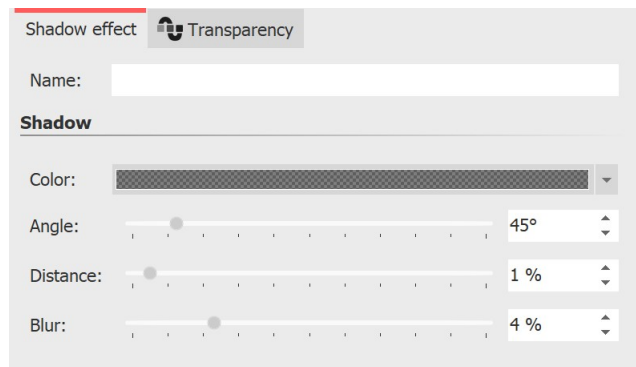 Shadow effect Transparency
Name:
Shadow
Color:
Angle: 45°
Distance: 1 %
Blur: 4 %